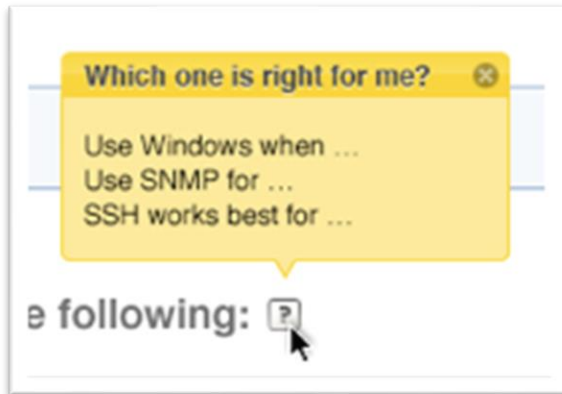 Which one is right for me?
Use Windows when ...
Use SNMP for ...
SSH works best for ...
e following: ?